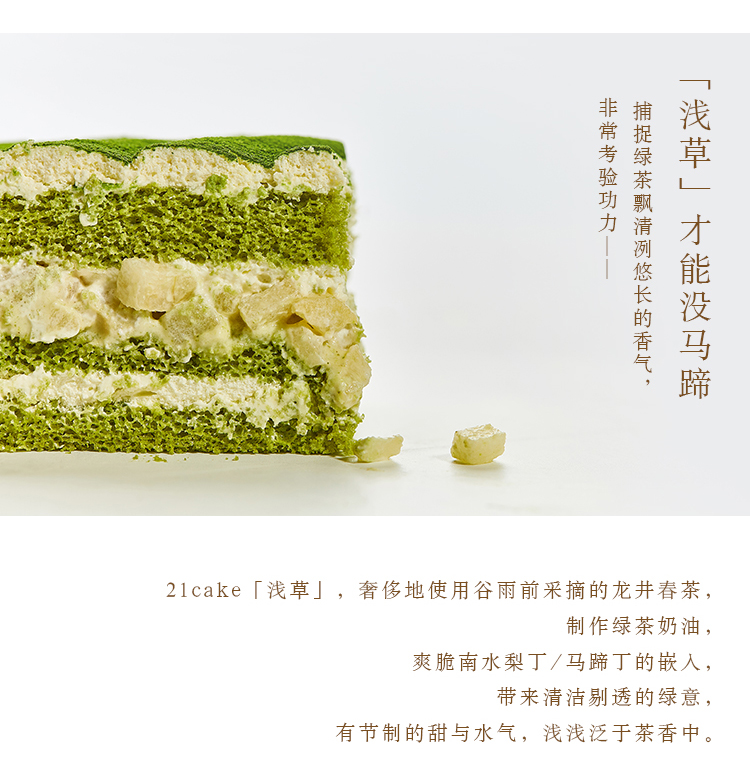 「浅草」才能没马蹄
捕捉绿茶飘清冽悠长的香气，
非常考验功力——
21cake「浅草」，奢侈地使用谷雨前采摘的龙井春茶，
制作绿茶奶油，
爽脆南水梨丁/马蹄丁的嵌入，
带来清洁剔透的绿意，
有节制的甜与水气，浅浅泛于茶香中。